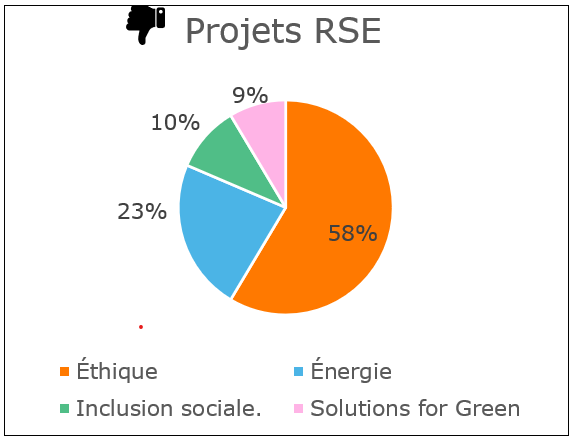 Projets RSE
9%
10%
23%
58%
Éthique
Énergie
Inclusion sociale.
Solutions for Green